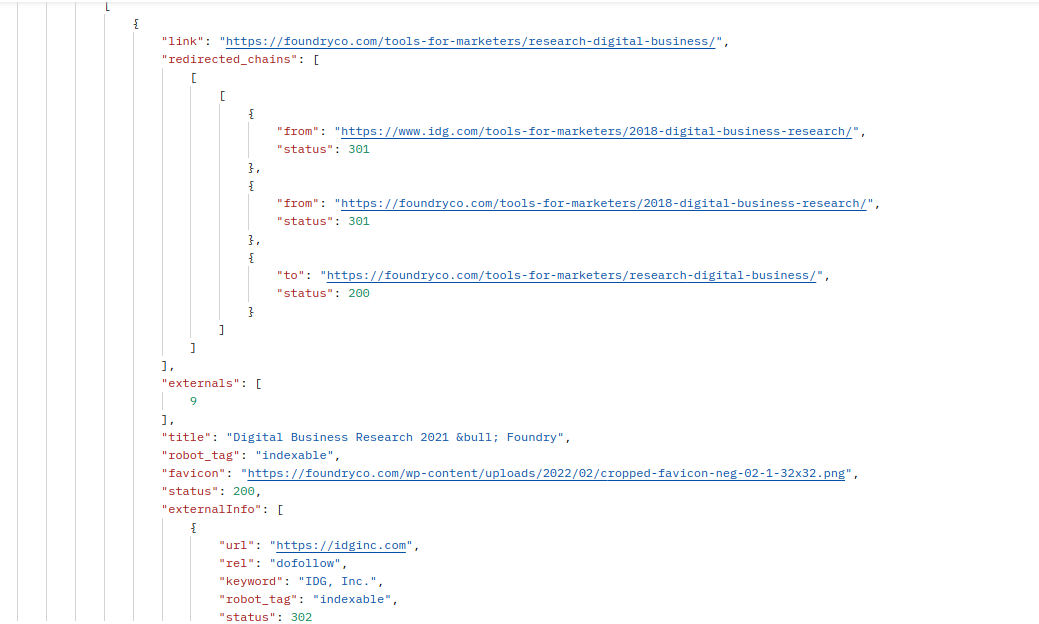 [
{
"link": "https://foundryco.com/tools-for-marketers/research-digital-business/",
"redirected_chains": [
[
[
{
"from": "https://www.idg.com/tools-for-marketers/2018-digital-business-research/",
"status": 301
},
{
"from": "https://foundryco.com/tools-for-marketers/2018-digital-business-research/",
"status": 301
},
{
"to": "https://foundryco.com/tools-for-marketers/research-digital-business/",
"status": 200
}
]
]
],
"externals": [
9
],
"title": "Digital Business Research 2021 &bull; Foundry",
"robot_tag": "indexable",
"favicon": "https://foundryco.com/wp-content/uploads/2022/02/cropped-favicon-neg-02-1-32x32.png",
"status": 200,
"externalInfo": [
{
"url": "https://idginc.com",
"rel": "dofollow",
"keyword": "IDG, Inc.",
"robot_tag": "indexable",
"status": 302